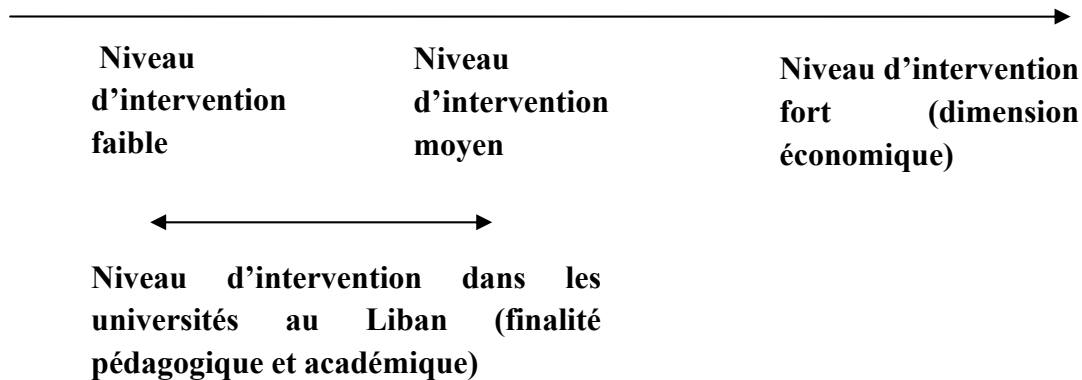 Niveau
d’intervention
faible
Niveau
d’intervention
moyen
Niveau d’intervention
fort (dimension
économique)
Niveau d’intervention dans les
universités au Liban (finalité
pédagogique et académique)